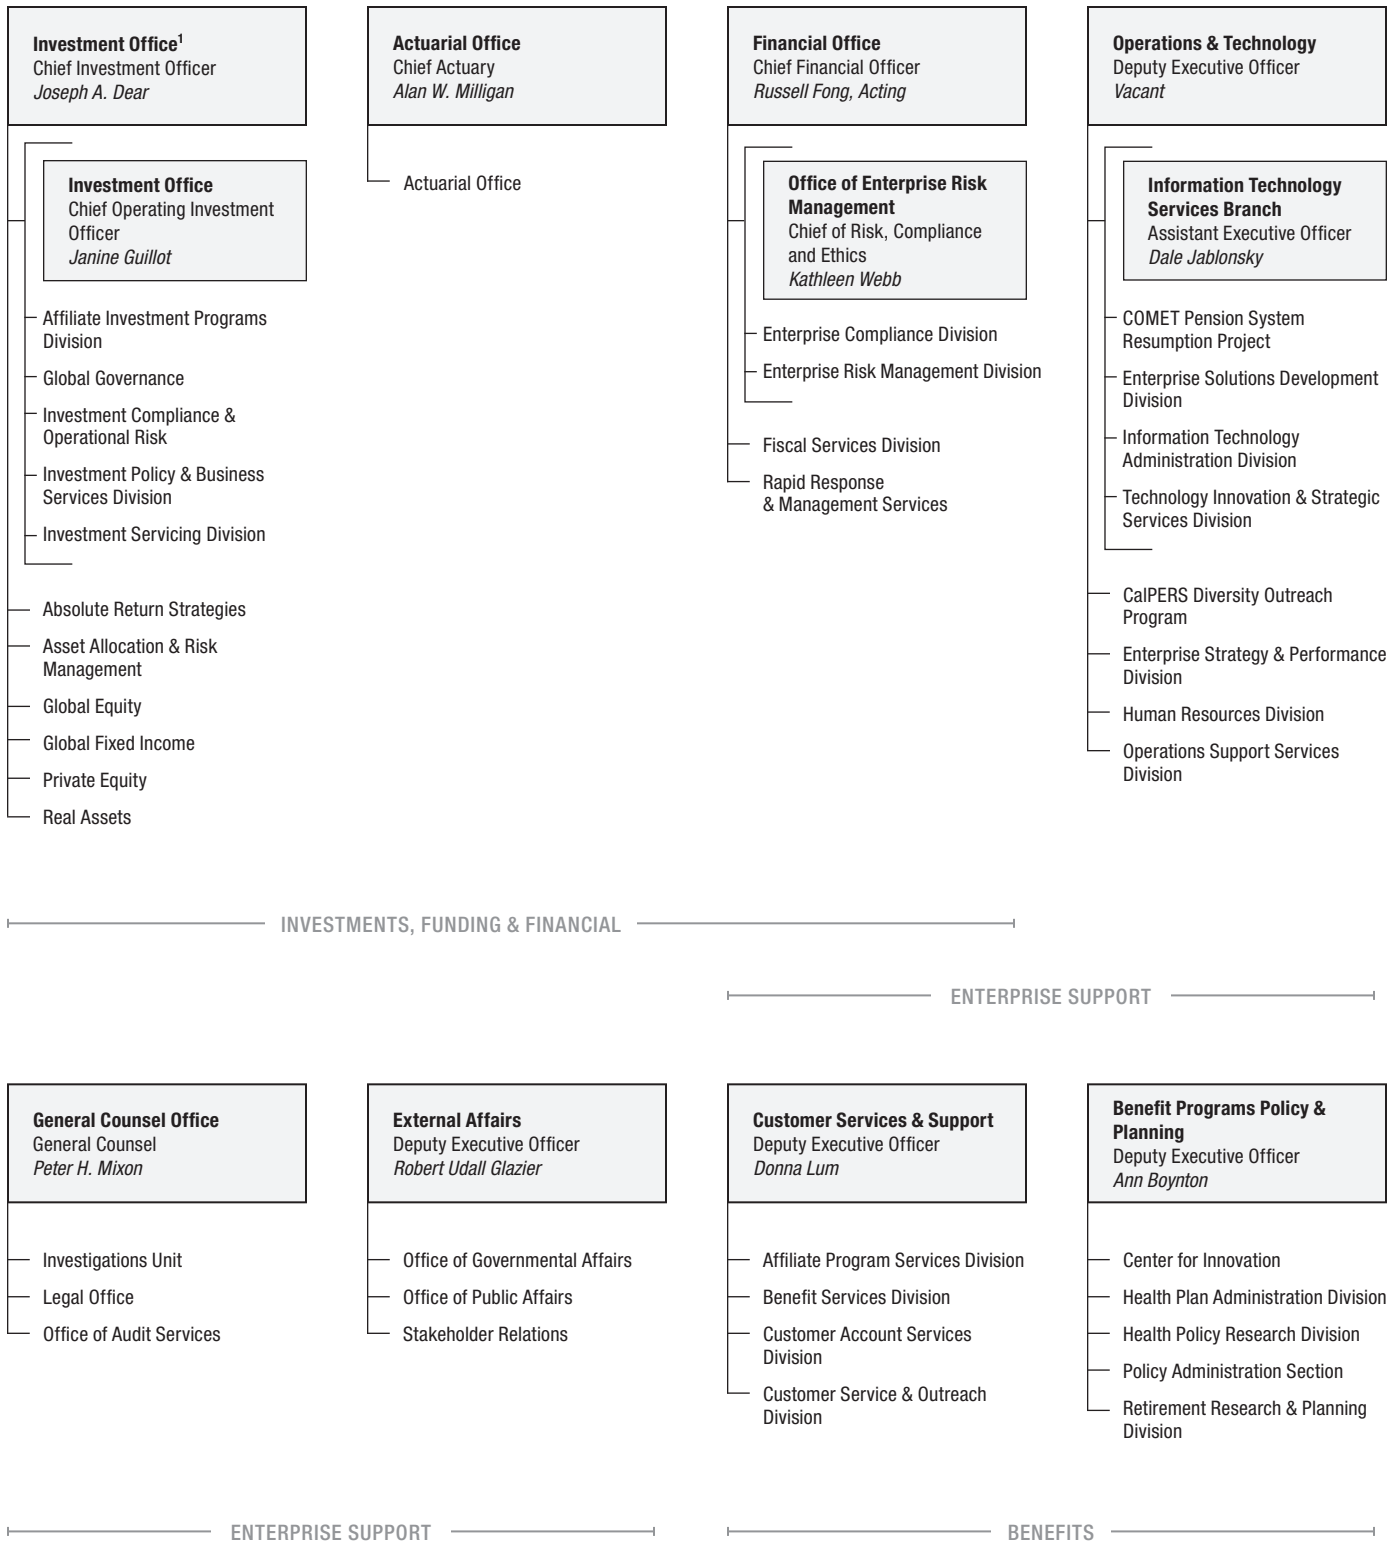 Investment Office¹
Chief Investment Officer
Joseph A. Dear
Investment Office
Chief Operating Investment
Officer
Janine Guillot
Affiliate Investment Programs
Division
Global Governance
Investment Compliance &
Operational Risk
Investment Policy & Business
Services Division
Investment Servicing Division
Absolute Return Strategies
Asset Allocation & Risk
Management
Global Equity
Global Fixed Income
Private Equity
Real Assets
Actuarial Office
Chief Actuary
Alan W. Milligan
Actuarial Office
Financial Office
Chief Financial Officer
Russell Fong, Acting
Office of Enterprise Risk
Management
Chief of Risk, Compliance
and Ethics
Kathleen Webb
Enterprise Compliance Division
Enterprise Risk Management Division
Fiscal Services Division
Rapid Response
& Management Services
Operations & Technology
Deputy Executive Officer
Vacant
Information Technology
Services Branch
Assistant Executive Officer
Dale Jablonsky
COMET Pension System
Resumption Project
Enterprise Solutions Development
Division
Information Technology
Administration Division
Technology Innovation & Strategic
Services Division
CalPERS Diversity Outreach
Program
Enterprise Strategy & Performance
Division
Human Resources Division
Operations Support Services
Division
INVESTMENTS, FUNDING & FINANCIAL
ENTERPRISE SUPPORT
General Counsel Office
General Counsel
Peter H. Mixon
Investigations Unit
Legal Office
Office of Audit Services
External Affairs
Deputy Executive Officer
Robert Udall Glazier
Office of Governmental Affairs
Office of Public Affairs
Stakeholder Relations
Customer Services & Support
Deputy Executive Officer
Donna Lum
Affiliate Program Services Division
Benefit Services Division
Customer Account Services
Division
Customer Service & Outreach
Division
Benefit Programs Policy &
Planning
Deputy Executive Officer
Ann Boynton
Center for Innovation
Health Plan Administration Division
Health Policy Research Division
Policy Administration Section
Retirement Research & Planning
Division
ENTERPRISE SUPPORT
BENEFITS